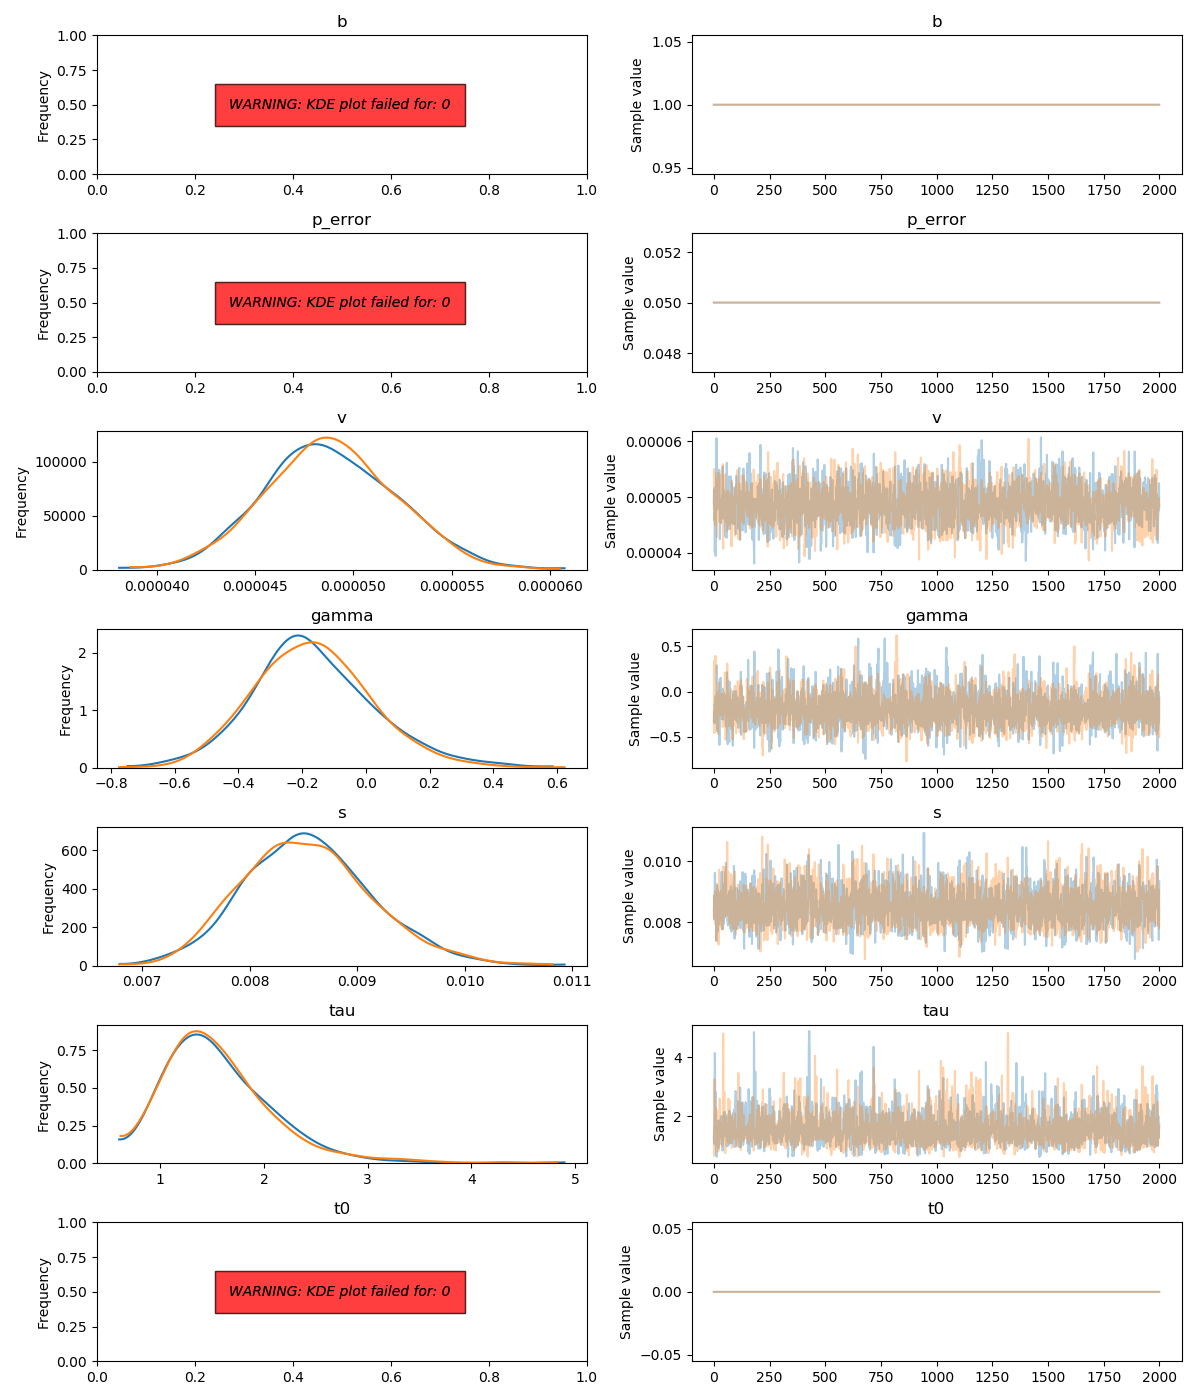 b
1.00
0.75
0.50
0.25
0.00
Frequency
WARNING: KDE plot failed for: 0
0.0 0.2 0.4 0.6 0.8 1.0
b
1.05
1.00
0.95
Sample value
0 250 500 750 1000 1250 1500 1750 2000
p_error
1.00
0.75
0.50
0.25
0.00
Frequency
WARNING: KDE plot failed for: 0
0.0 0.2 0.4 0.6 0.8 1.0
p_error
0.052
0.050
0.048
Sample value
0 250 500 750 1000 1250 1500 1750 2000
v
100000
50000
0
Frequency
0.000040 0.000045 0.000050 0.000055 0.000060
v
0.00006
0.00005
0.00004
Sample value
0 250 500 750 1000 1250 1500 1750 2000
gamma
2
1
0
Frequency
−0.8 −0.6 −0.4 −0.2 0.0 0.2 0.4 0.6
gamma
0.5
0.0
−0.5
Sample value
0 250 500 750 1000 1250 1500 1750 2000
s
600
400
200
0
Frequency
0.007 0.008 0.009 0.010 0.011
s
0.010
0.008
Sample value
0 250 500 750 1000 1250 1500 1750 2000
tau
0.75
0.50
0.25
0.00
Frequency
1 2 3 4 5
tau
4
2
Sample value
0 250 500 750 1000 1250 1500 1750 2000
t0
1.00
0.75
0.50
0.25
0.00
Frequency
WARNING: KDE plot failed for: 0
0.0 0.2 0.4 0.6 0.8 1.0
t0
0.05
0.00
−0.05
Sample value
0 250 500 750 1000 1250 1500 1750 2000